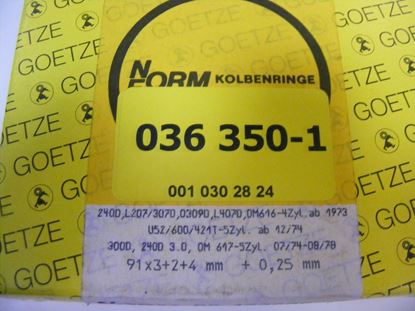 GOETZE
GOETZE
GOETZE
NORM KOLBENRINGE
FORM
036 350-1
001 030 28 24
240D,L207/307D,O309D,L407D,OM616-4Zyl.ab 1973
U52/600/421T-5Zyl. ab 12/74
300D, 240D 3.0, OM 617-5Zyl. 07/74-08/78
91x3+2+4 mm + 0,25 mm
GOETZE
GOETZE
GOETZE